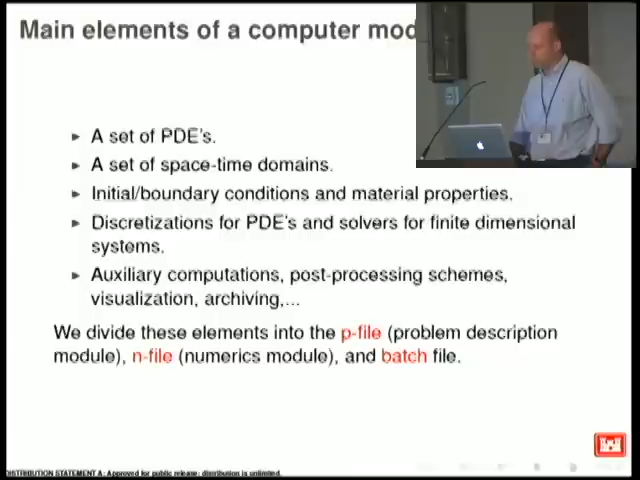 Main elements of a computer mod
A set of PDE's.
A set of space-time domains.
Initial/boundary conditions and material properties.
Discretizations for PDE's and solvers for finite dimensional
systems.
Auxiliary computations, post-processing schemes,
visualization, archiving,...
We divide these elements into the p-file (problem description
module), n-file (numerics module), and batch file.
DISTRIBUTION STATEMENT A: Approved for public release; distribution is unlimited.